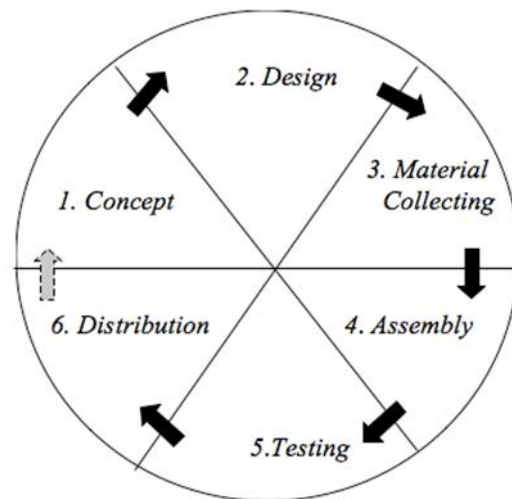 1. Concept
2. Design
3. Material
Collecting
4. Assembly
5.Testing
6. Distribution